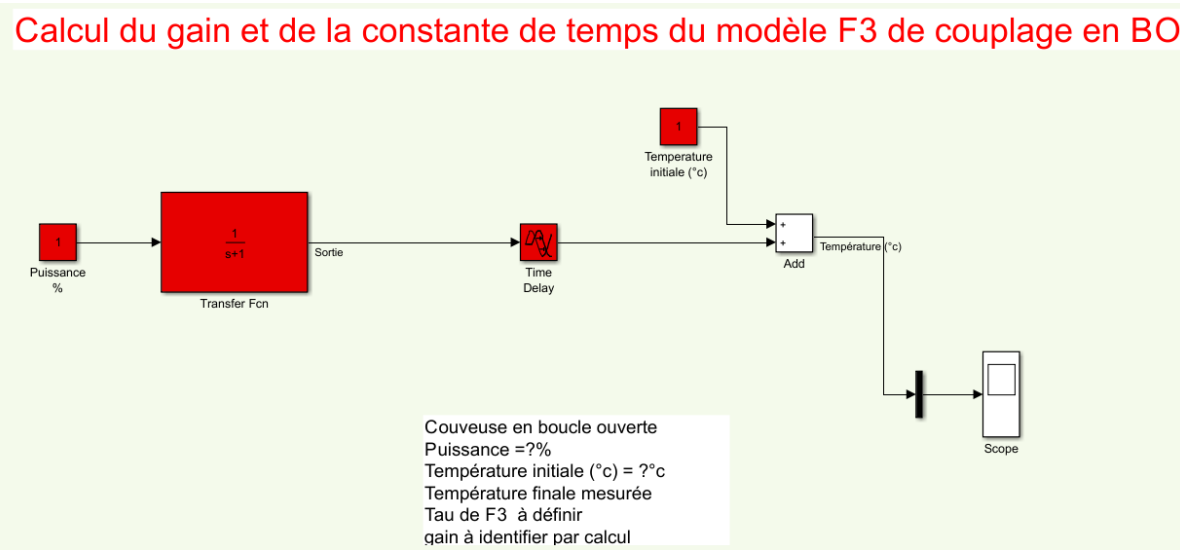 Calcul du gain et de la constante de temps du modèle F3 de couplage en BO
1
Temperature
initiale (°c)
1
Puissance
%
1
s+1
Transfer Fcn
Sortie
Time
Delay
+
+
Add
Température (°c)
Scope
Couveuse en boucle ouverte
Puissance =?%
Température initiale (°c) = ?°c
Température finale mesurée
Tau de F3  à définir
gain à identifier par calcul